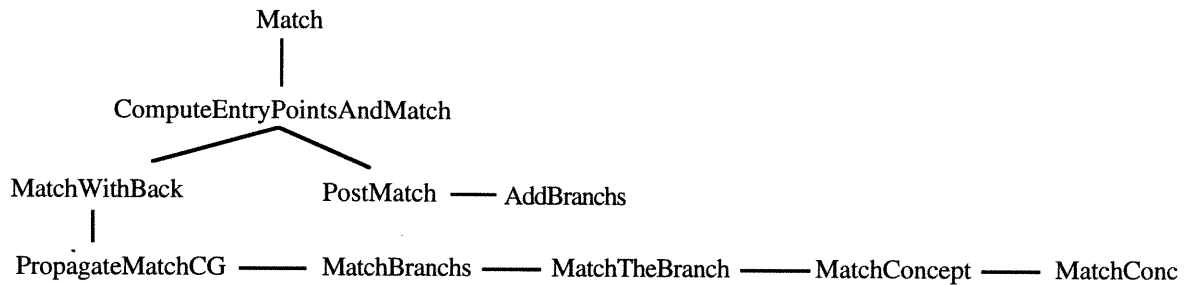 Match
ComputeEntryPointsAndMatch
MatchWithBack PostMatch AddBranchs
PropagateMatchCG MatchBranchs MatchTheBranch MatchConcept MatchConc